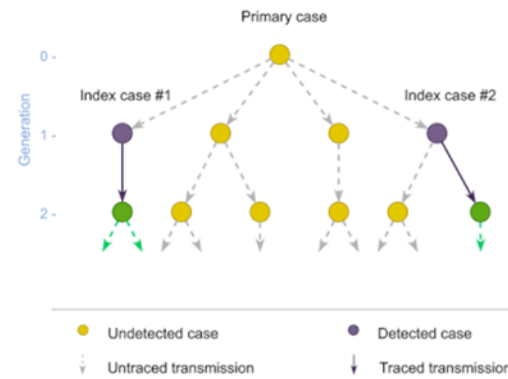 Primary case
0 -
Index case #1
Index case #2
Generation
1 -
2 -
Undetected case
Detected case
Untraced transmission
Traced transmission